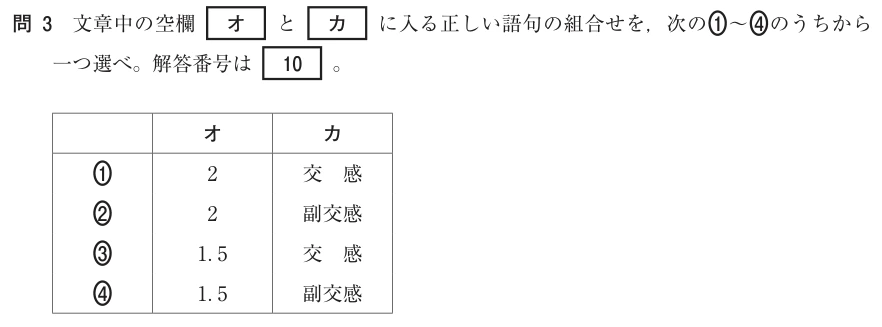 問 3 文章中の空欄 オ と カ に入る正しい語句の組合せを，次の①～④のうちから
一つ選べ。解答番号は 10 。
オ カ
① 2 交 感
② 2 副交感
③ 1.5 交 感
④ 1.5 副交感